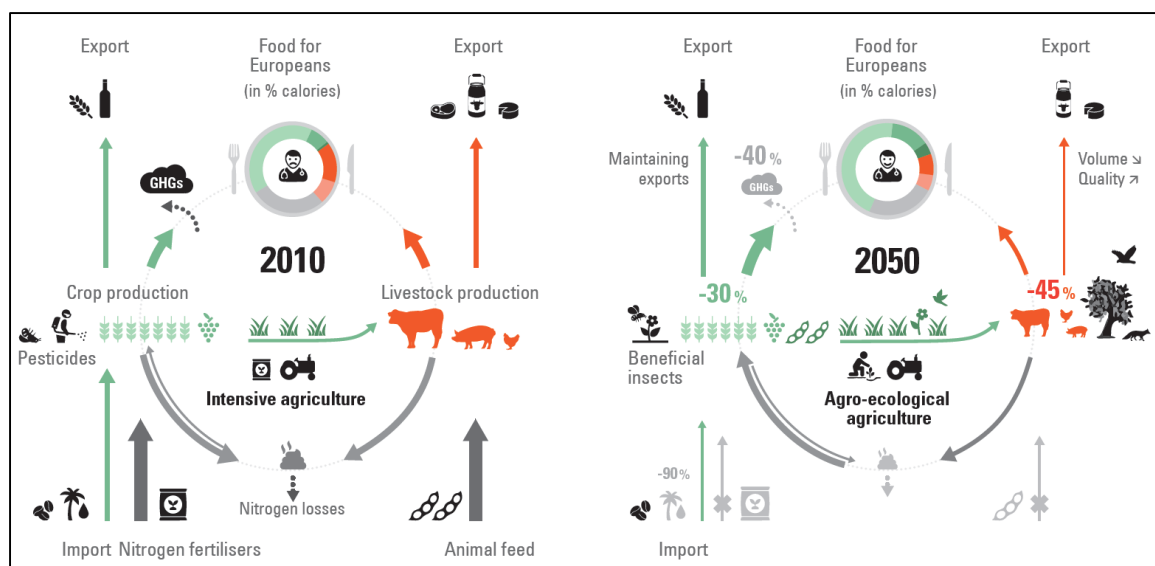 Export
Food for
Europeans
(in % calories)
Export
GHGs
2010
Crop production
Livestock production
Pesticides
Intensive agriculture
Nitrogen losses
Import
Nitrogen fertilisers
Animal feed
Export
Food for
Europeans
(in % calories)
Export
Maintaining
exports
-40 %
GHGs
Volume ↘
Quality ↗
2050
-30 %
-45 %
Beneficial
insects
Agro-ecological
agriculture
-90%
Import